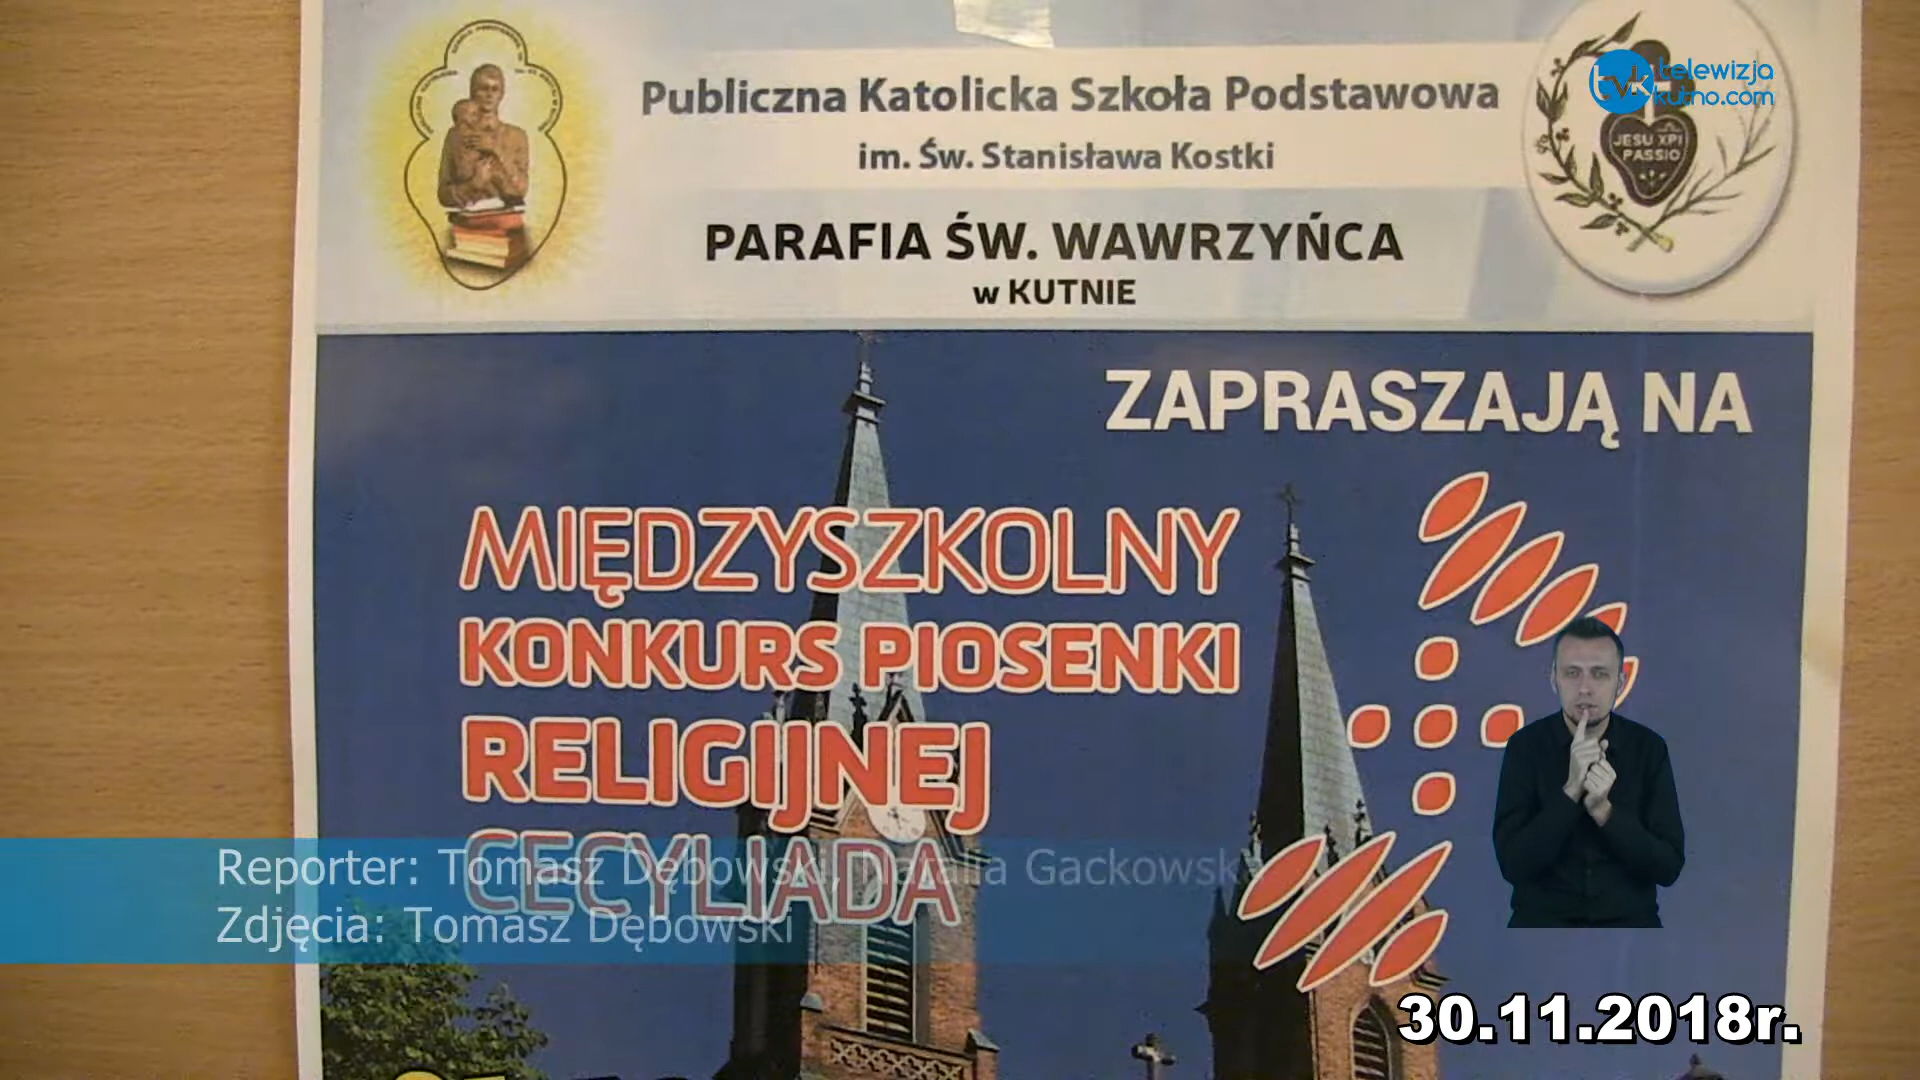 Publiczna Katolicka Szkoła Podstawowa
im. Św. Stanisława Kostki
telewizja
tvk kutno.com
JESU XPI
PASSIO
PARAFIA ŚW. WAWRZYŃCA
w KUTNIE
ZAPRASZAJĄ NA
MIĘDZYSZKOLNY
KONKURS PIOSENKI
RELIGIJNEJ
CECYLIADA
Reporter: Tomasz Dębowski, Natalia Gackowska
Zdjęcia: Tomasz Dębowski
30.11.2018r.